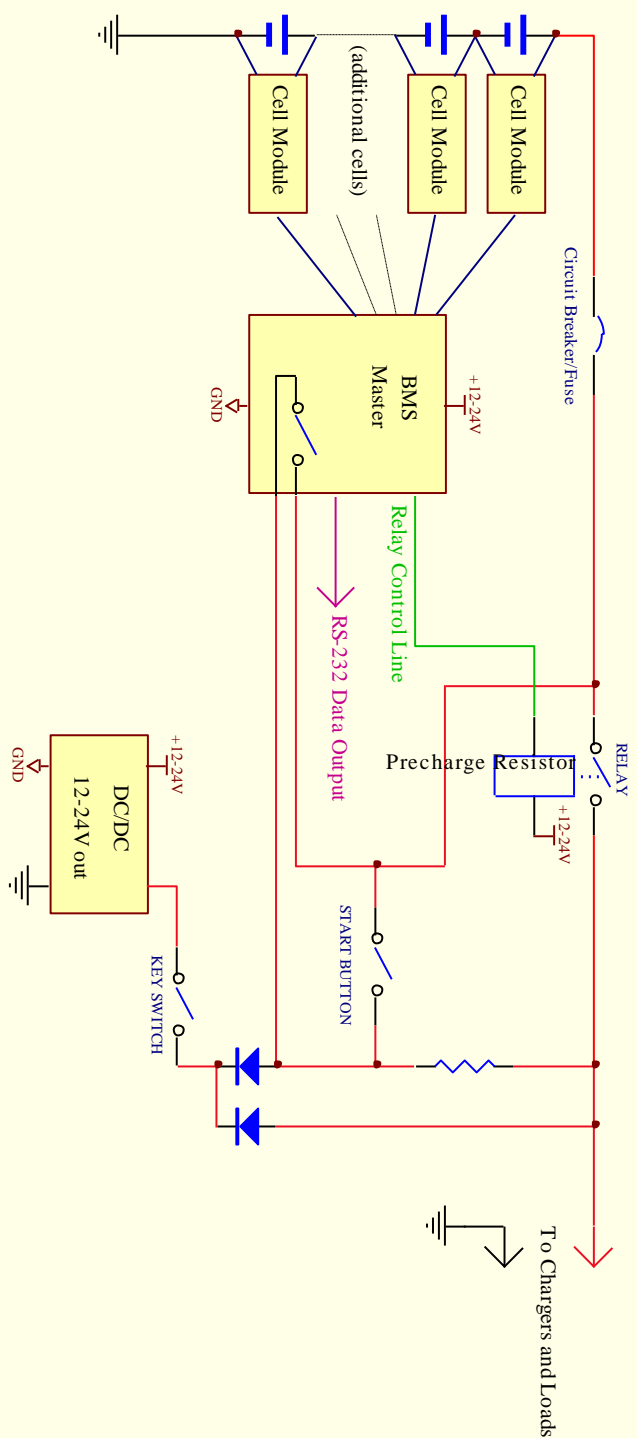 Cell Module
(additional cells)
Cell Module
Cell Module
Circuit Breaker/Fuse
BMS
Master
+12-24V
GND
Relay Control Line
RS-232 Data Output
Precharge Resistor
RELAY
+12-24V
DC/DC
12-24V out
+12-24V
GND
KEY SWITCH
START BUTTON
To Chargers and Loads